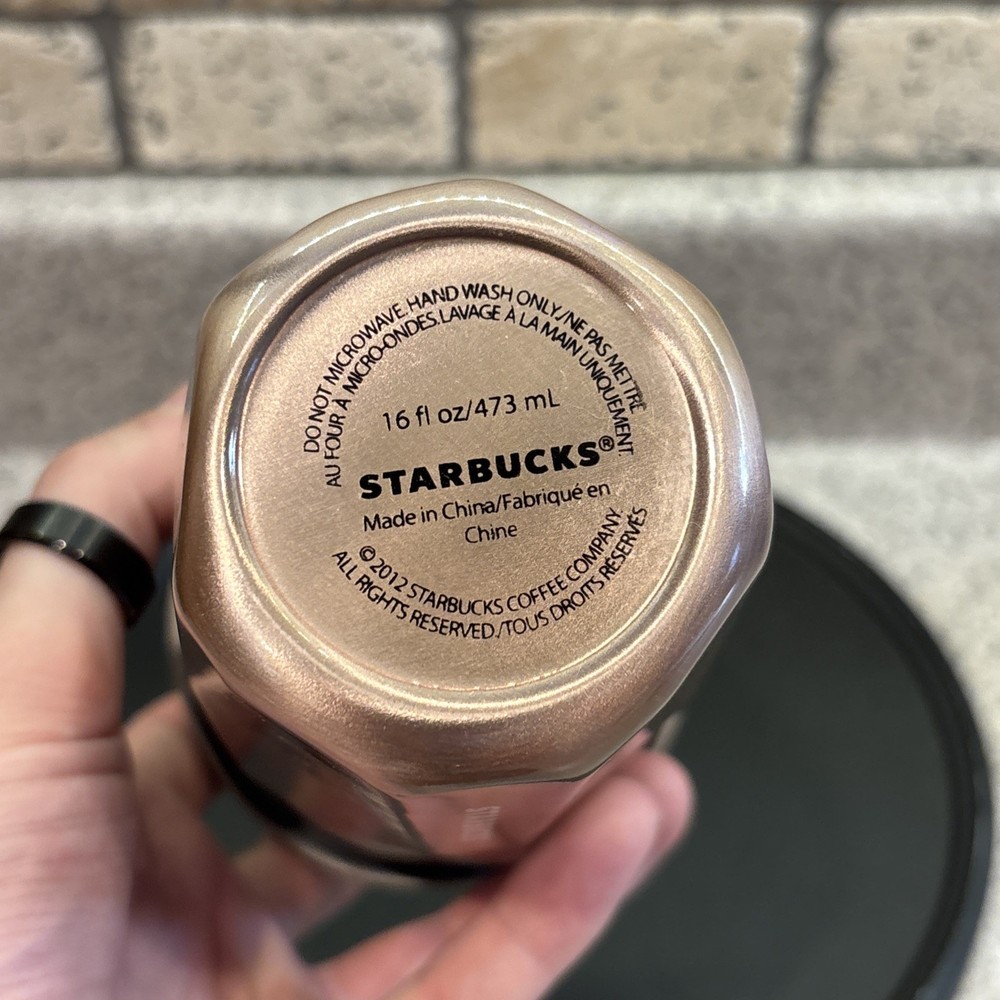 DO NOT MICROWAVE. HAND WASH ONLY./NE PAS METTRE
AU FOUR À MICRO-ONDES. LAVAGE À LA MAIN UNIQUEMENT.
16 fl oz/473 mL
STARBUCKS®
Made in China/Fabriqué en
Chine
© 2012 STARBUCKS COFFEE COMPANY.
ALL RIGHTS RESERVED./TOUS DROITS RÉSERVÉS